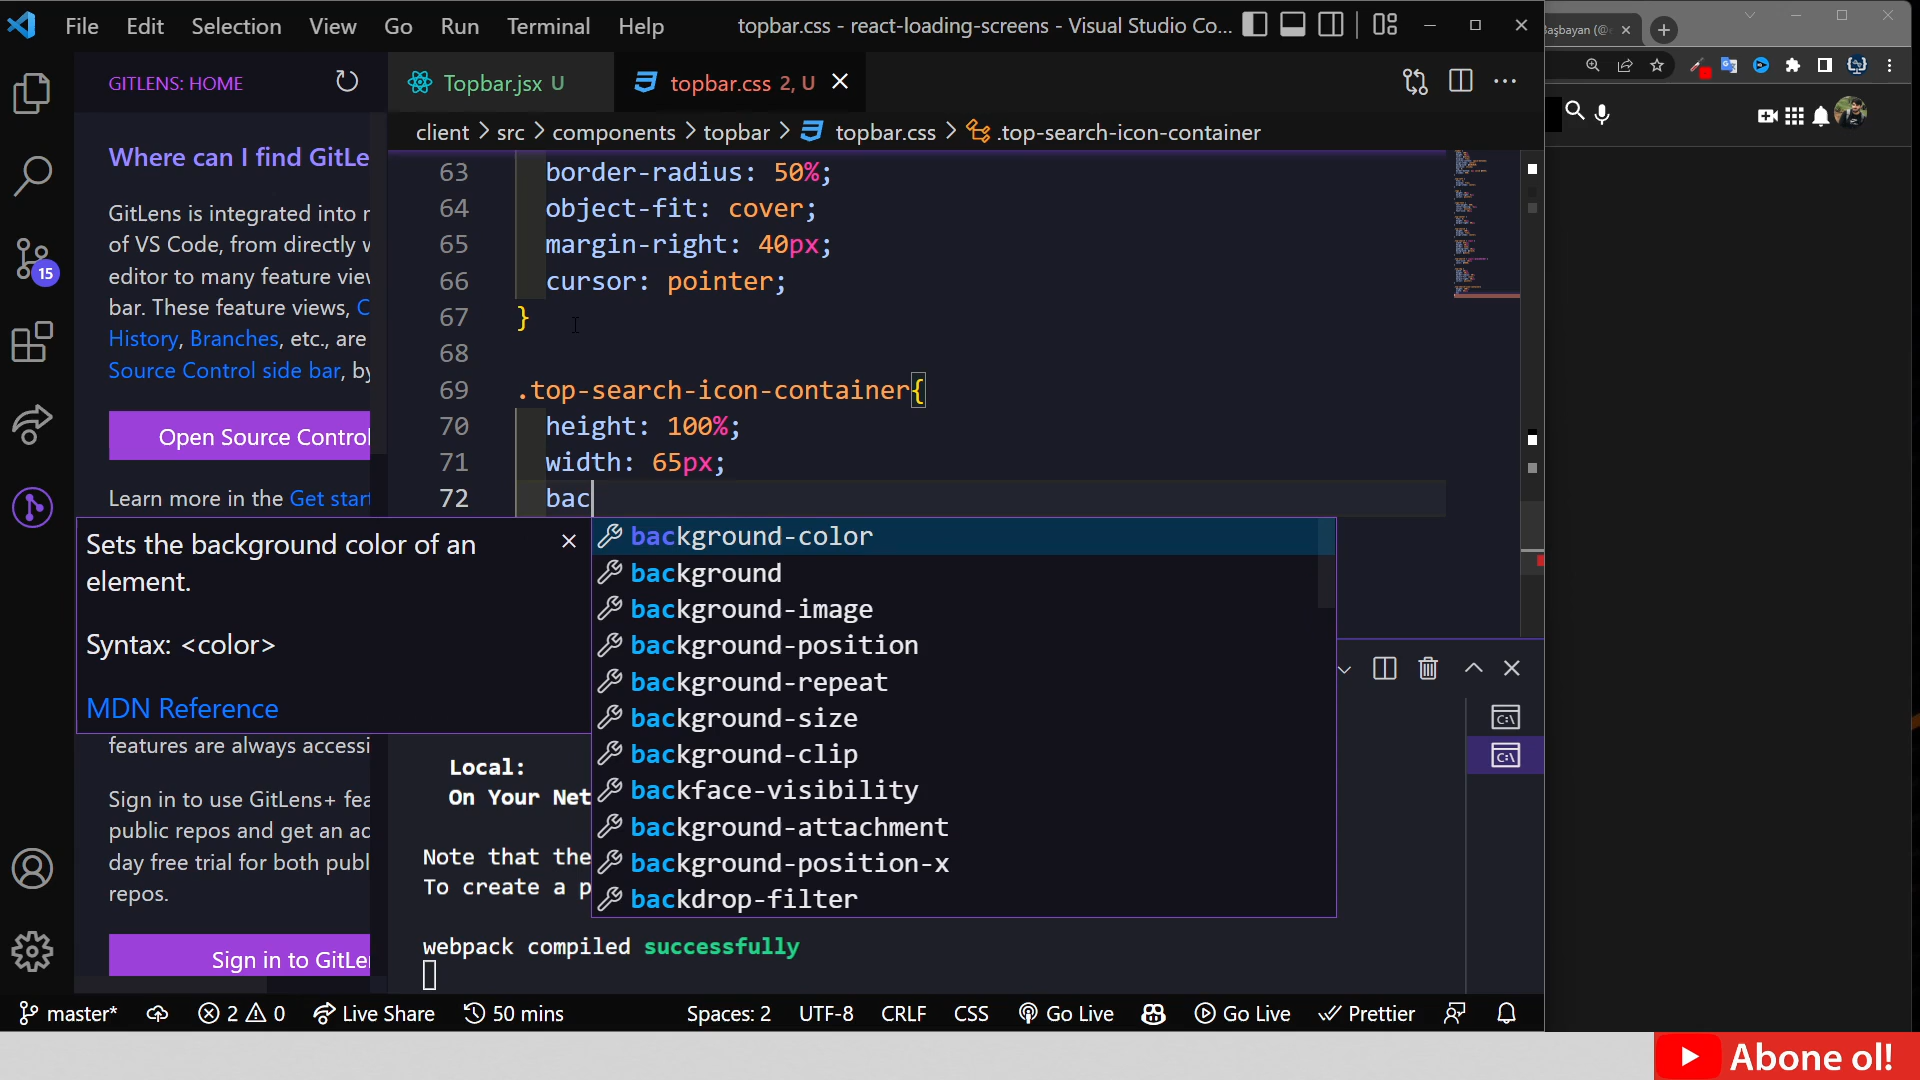 File Edit Selection View Go Run Terminal Help
topbar.css - react-loading-screens - Visual Studio Co...
GITLENS: HOME
Topbar.jsx U
topbar.css 2, U
client > src > components > topbar > topbar.css > .top-search-icon-container
Where can I find GitLe
GitLens is integrated into r
of VS Code, from directly w
editor to many feature view
bar. These feature views, C
History, Branches, etc., are
Source Control side bar, by
Open Source Control
Learn more in the Get start
15
63 border-radius: 50%;
64 object-fit: cover;
65 margin-right: 40px;
66 cursor: pointer;
67 }
68
69 .top-search-icon-container{
70 height: 100%;
71 width: 65px;
72 bac
Sets the background color of an
element.
Syntax: <color>
MDN Reference
background-color
background
background-image
background-position
background-repeat
background-size
background-clip
backface-visibility
background-attachment
background-position-x
backdrop-filter
features are always accessi
Sign in to use GitLens+ fea
public repos and get an ac
day free trial for both publ
repos.
Sign in to GitLe
Local:
On Your Net
Note that the
To create a p
webpack compiled successfully
master* 2 0 Live Share 50 mins Spaces: 2 UTF-8 CRLF CSS Go Live Go Live Prettier
Abone ol!